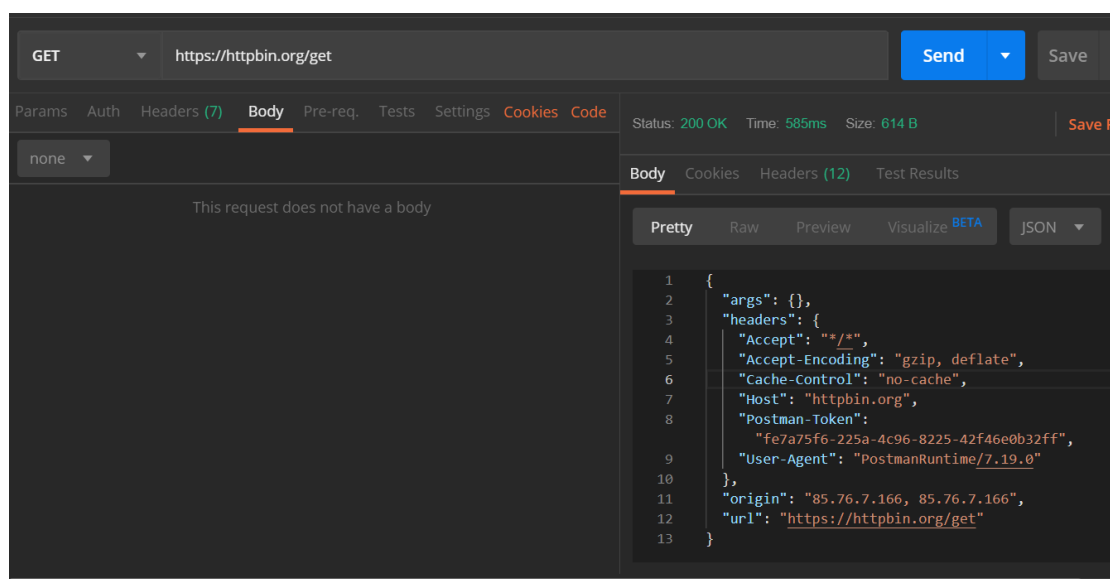 GET https://httpbin.org/get Send Save
Params Auth Headers (7) Body Pre-req. Tests Settings Cookies Code
none
This request does not have a body
Status: 200 OK Time: 585ms Size: 614 B Save
Body Cookies Headers (12) Test Results
Pretty Raw Preview Visualize BETA JSON
1 {
2 "args": {},
3 "headers": {
4 "Accept": "*/*",
5 "Accept-Encoding": "gzip, deflate",
6 "Cache-Control": "no-cache",
7 "Host": "httpbin.org",
8 "Postman-Token":
"fe7a75f6-225a-4c96-8225-42f46e0b32ff",
9 "User-Agent": "PostmanRuntime/7.19.0"
10 },
11 "origin": "85.76.7.166, 85.76.7.166",
12 "url": "https://httpbin.org/get"
13 }